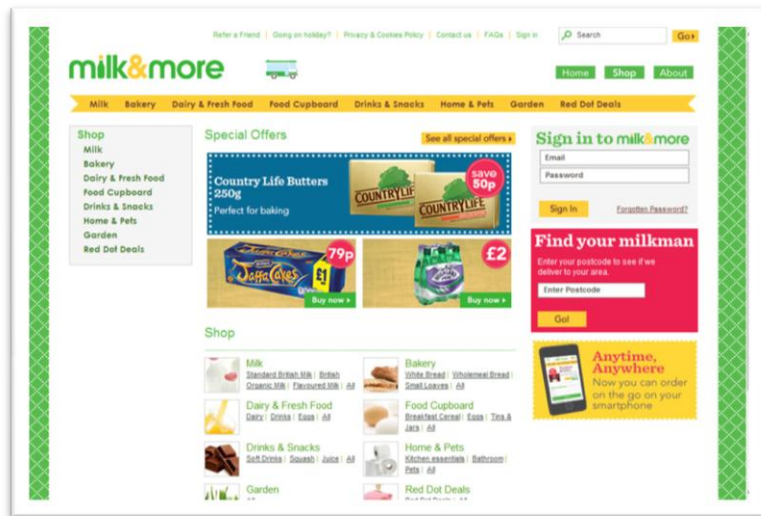 Refer a Friend | Going on holiday? | Privacy & Cookies Policy | Contact us | FAQs | Sign in
Search
Go
milk&more
Home
Shop
About
Milk Bakery Dairy & Fresh Food Food Cupboard Drinks & Snacks Home & Pets Garden Red Dot Deals
Shop
Milk
Bakery
Dairy & Fresh Food
Food Cupboard
Drinks & Snacks
Home & Pets
Garden
Red Dot Deals
Special Offers
See all special offers
Country Life Butters
250g
Perfect for baking
COUNTRY LIFE
COUNTRY LIFE
save
50p
Jaffa Cakes
£1
79p
Buy now
£2
Buy now
Shop
Milk
Standard British Milk | British
Organic Milk | Flavoured Milk | All
Bakery
White Bread | Wholemeal Bread |
Small Loaves | All
Dairy & Fresh Food
Dairy | Drinks | Eggs | All
Food Cupboard
Breakfast Cereal | Eggs | Tins &
Jars | All
Drinks & Snacks
Soft Drinks | Squash | Juice | All
Home & Pets
Kitchen essentials | Bathroom |
Pets | All
Garden
All
Red Dot Deals
Red Dot Deals | All
Sign in to milk&more
Email
Password
Sign In
Forgotten Password?
Find your milkman
Enter your postcode to see if we
deliver to your area.
Enter Postcode
Go!
Anytime,
Anywhere
Now you can order
on the go on your
smartphone